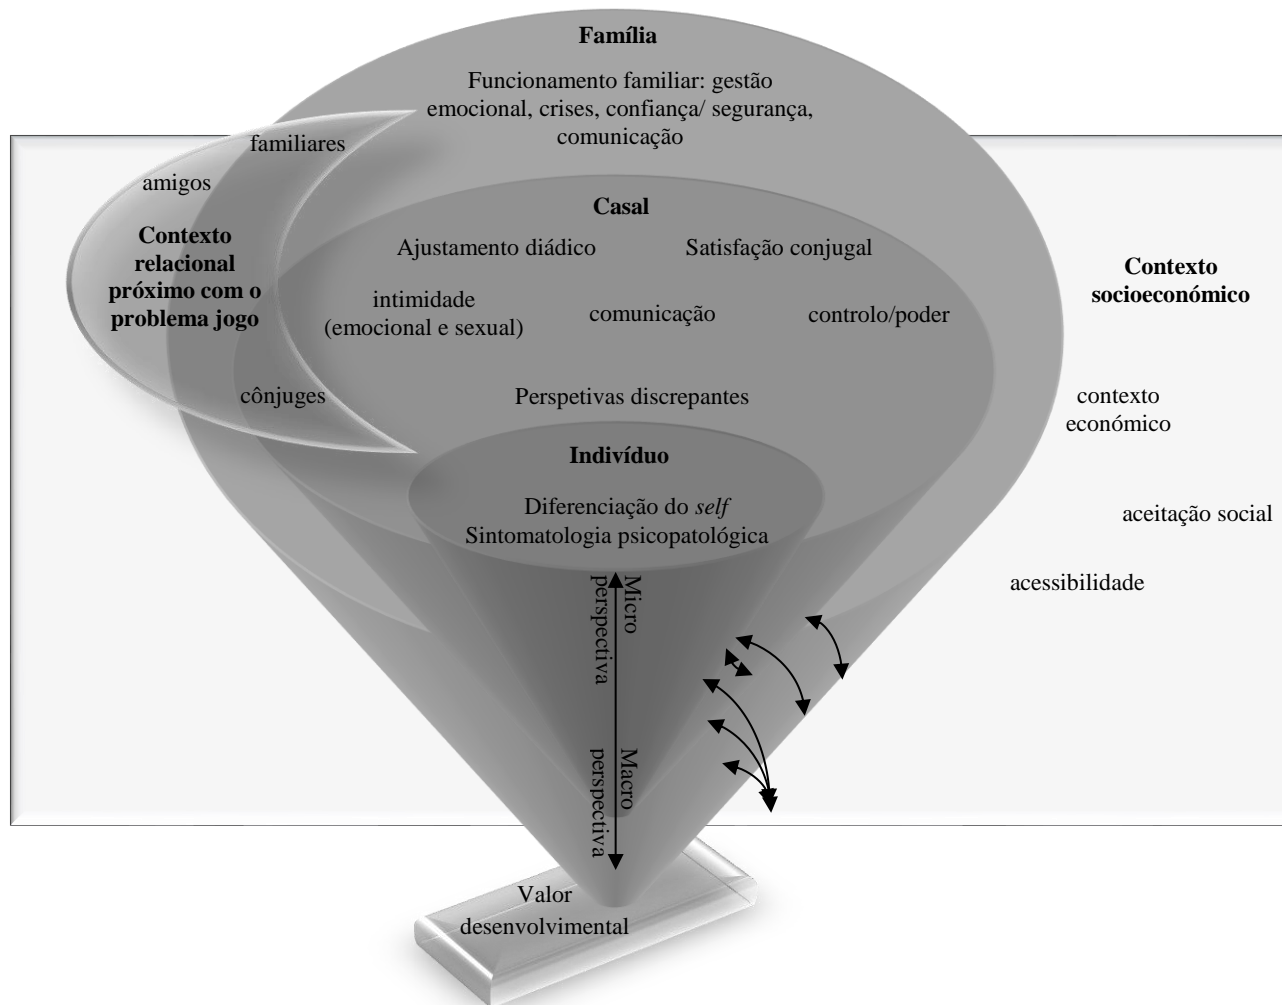 Família
Funcionamento familiar: gestão
emocional, crises, confiança/ segurança,
comunicação
familiares
amigos
Contexto
relacional
próximo com o
problema jogo
cônjuges
Casal
Ajustamento diádico
Satisfação conjugal
intimidade
(emocional e sexual)
comunicação
controlo/poder
Perspetivas discrepantes
Indivíduo
Diferenciação do self
Sintomatologia psicopatológica
Micro
perspectiva
Macro
perspectiva
Contexto
socioeconómico
contexto
económico
aceitação social
acessibilidade
Valor
desenvolvimental